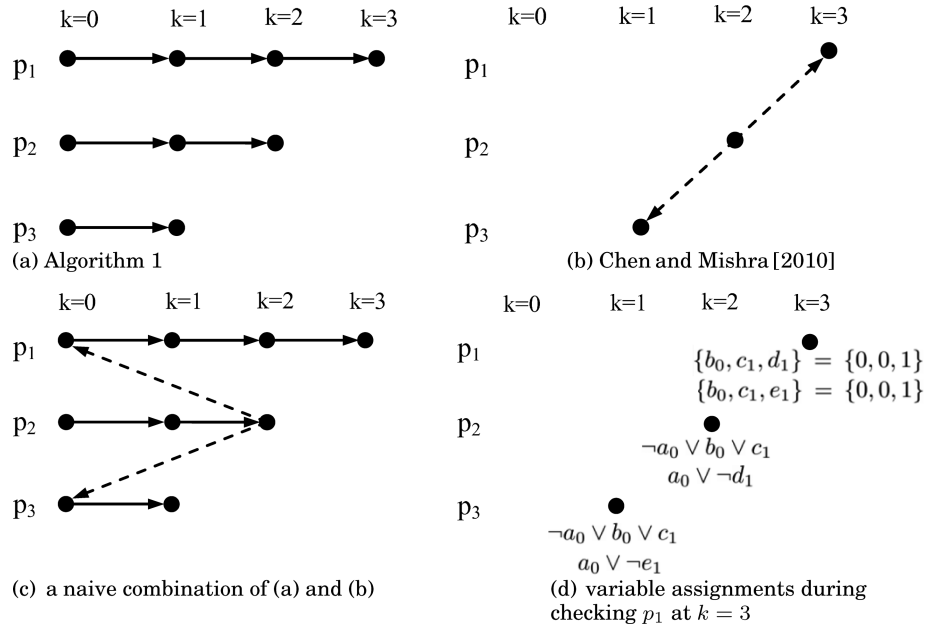 k=0 k=1 k=2 k=3
p₁
p₂
p₃
(a) Algorithm 1
k=0 k=1 k=2 k=3
p₁
p₂
p₃
(b) Chen and Mishra [2010]
k=0 k=1 k=2 k=3
p₁
p₂
p₃
(c) a naive combination of (a) and (b)
k=0 k=1 k=2 k=3
p₁
{b₀, c₁, d₁} = {0, 0, 1}
{b₀, c₁, e₁} = {0, 0, 1}
p₂
¬a₀ ∨ b₀ ∨ c₁
a₀ ∨ ¬d₁
p₃
¬a₀ ∨ b₀ ∨ c₁
a₀ ∨ ¬e₁
(d) variable assignments during
checking p₁ at k = 3